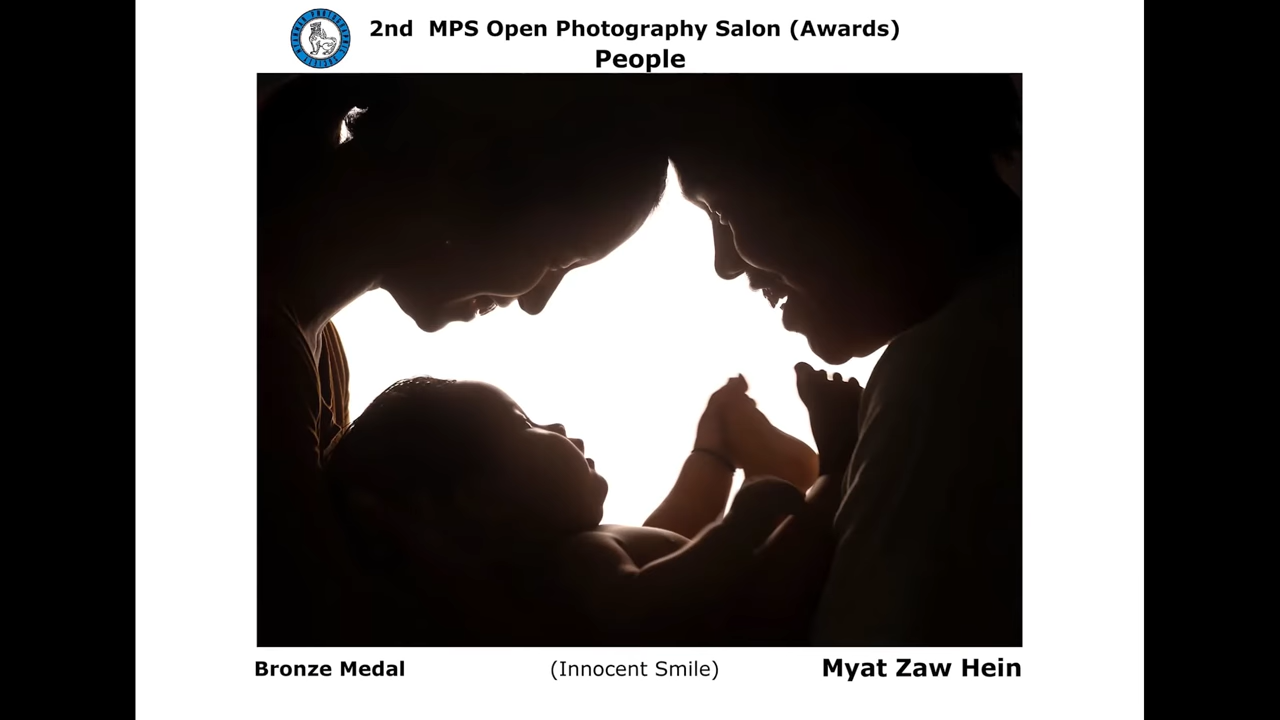 2nd MPS Open Photography Salon (Awards)
People
Bronze Medal
(Innocent Smile)
Myat Zaw Hein